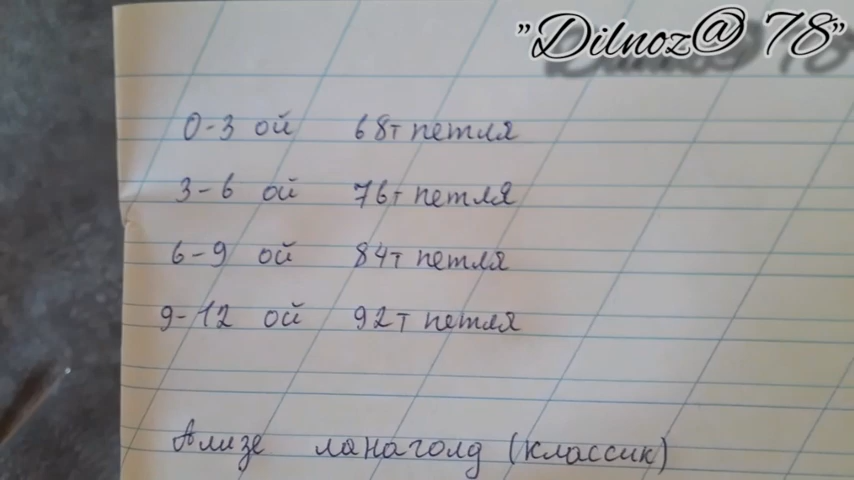 "Dilnoz@ 78"
0-3 ой 68т петля
3-6 ой 76т петля
6-9 ой 84т петля
9-12 ой 92т петля
Ализе ланаголд (классик)